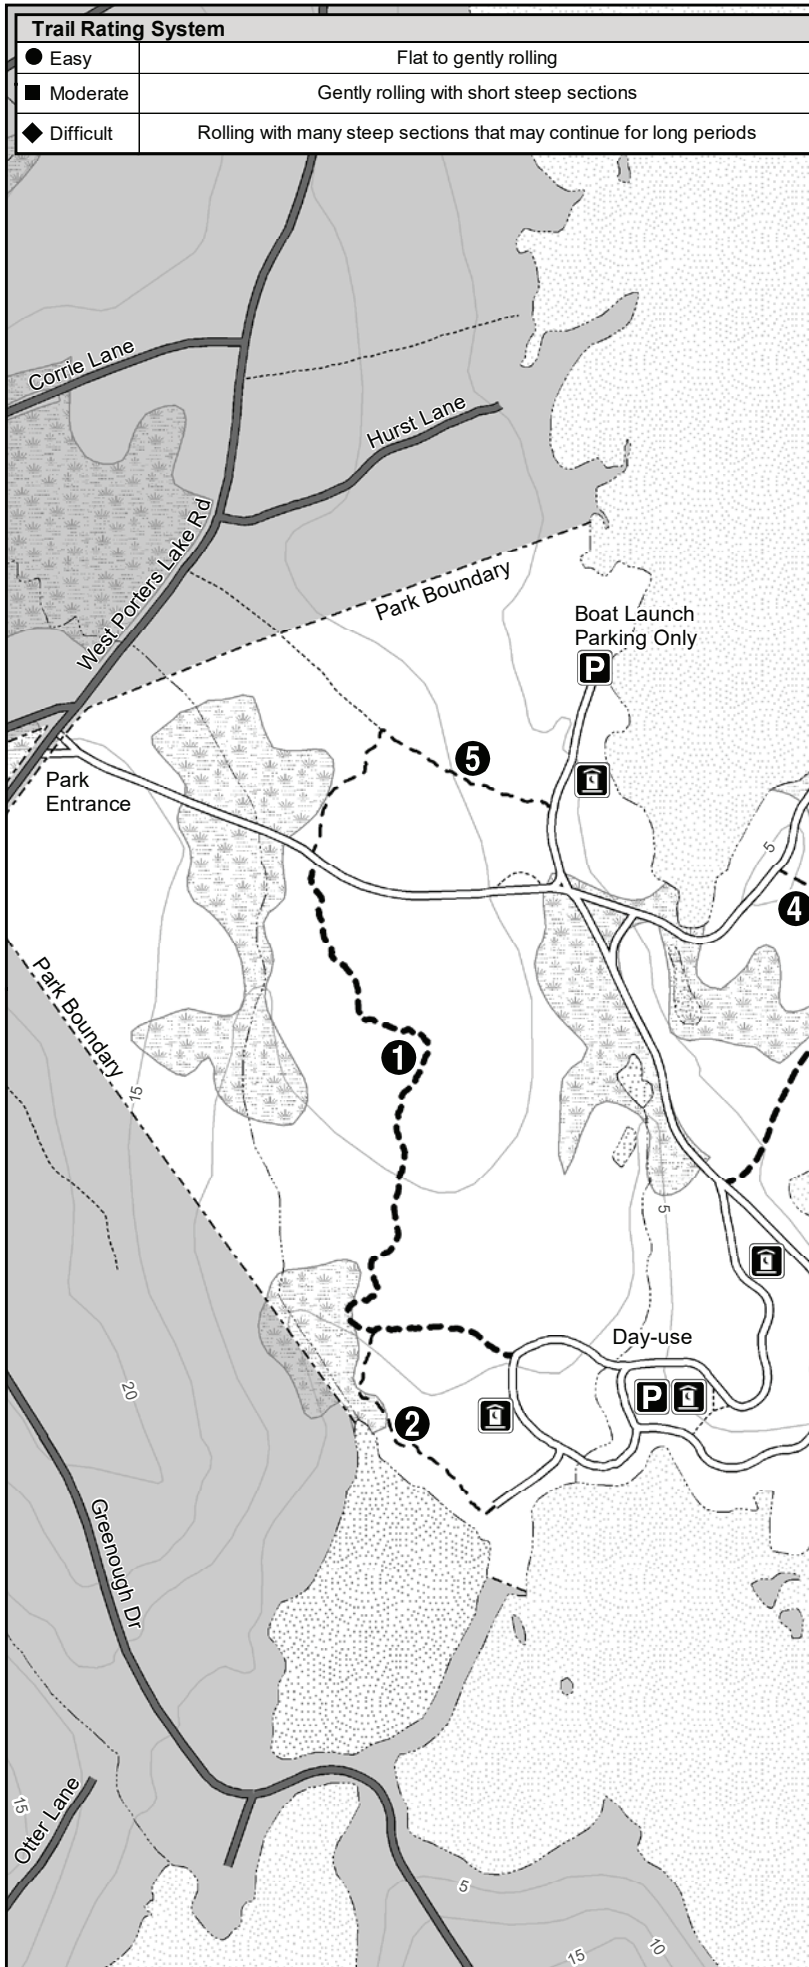 Trail Rating System
Easy
Flat to gently rolling
Moderate
Gently rolling with short steep sections
Difficult
Rolling with many steep sections that may continue for long periods
Corrie Lane
Hurst Lane
West Porters Lake Rd
Park Boundary
Boat Launch
Parking Only
P
5
Park
Entrance
5
4
Park Boundary
1
15
5
Day-use
P
20
2
Greenough Dr
Otter Lane
15
5
10
15